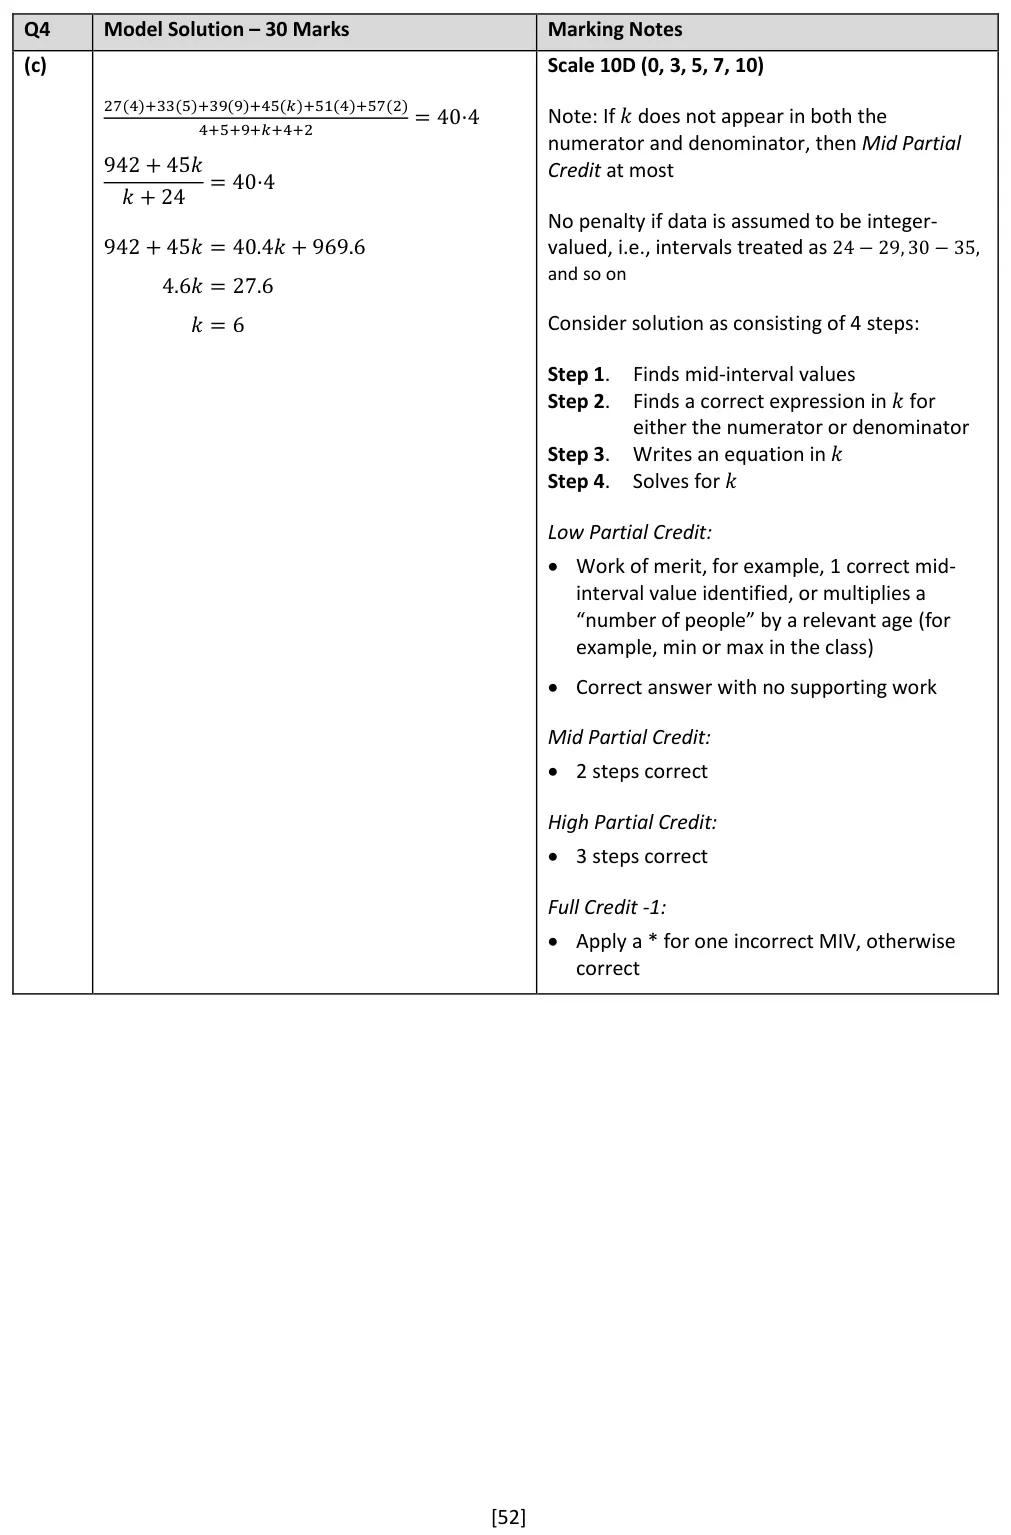 Q4 Model Solution – 30 Marks Marking Notes
(c)
27(4)+33(5)+39(9)+45(k)+51(4)+57(2)
4+5+9+k+4+2
= 40·4
942 + 45k
k + 24
= 40·4
942 + 45k = 40.4k + 969.6
4.6k = 27.6
k = 6
Scale 10D (0, 3, 5, 7, 10)
Note: If k does not appear in both the
numerator and denominator, then Mid Partial
Credit at most
No penalty if data is assumed to be integer-
valued, i.e., intervals treated as 24 − 29, 30 − 35,
and so on
Consider solution as consisting of 4 steps:
Step 1. Finds mid-interval values
Step 2. Finds a correct expression in k for
either the numerator or denominator
Step 3. Writes an equation in k
Step 4. Solves for k
Low Partial Credit:
• Work of merit, for example, 1 correct mid-
interval value identified, or multiplies a
“number of people” by a relevant age (for
example, min or max in the class)
• Correct answer with no supporting work
Mid Partial Credit:
• 2 steps correct
High Partial Credit:
• 3 steps correct
Full Credit -1:
• Apply a * for one incorrect MIV, otherwise
correct
[52]